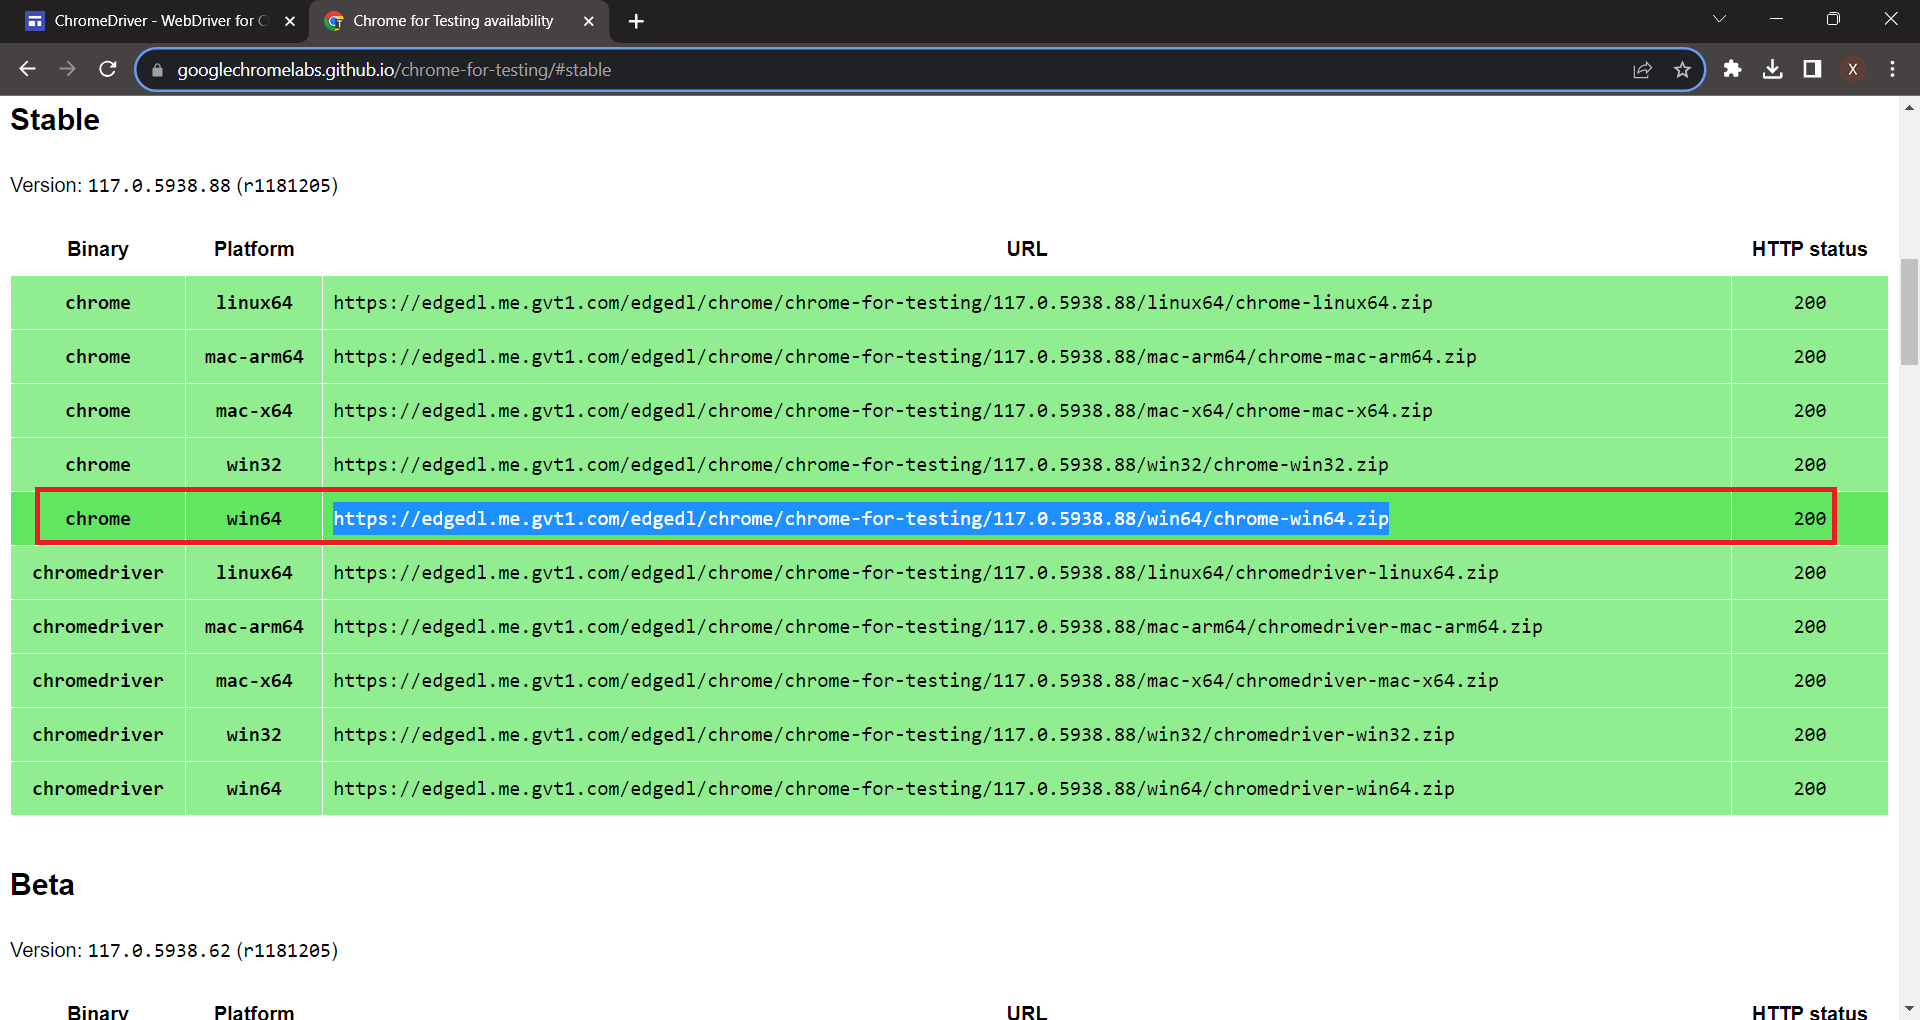 ChromeDriver - WebDriver for C
Chrome for Testing availability
googlechromelabs.github.io/chrome-for-testing/#stable
X
Stable
Version: 117.0.5938.88 (r1181205)
Binary Platform URL HTTP status
chrome linux64 https://edgedl.me.gvt1.com/edgedl/chrome/chrome-for-testing/117.0.5938.88/linux64/chrome-linux64.zip 200
chrome mac-arm64 https://edgedl.me.gvt1.com/edgedl/chrome/chrome-for-testing/117.0.5938.88/mac-arm64/chrome-mac-arm64.zip 200
chrome mac-x64 https://edgedl.me.gvt1.com/edgedl/chrome/chrome-for-testing/117.0.5938.88/mac-x64/chrome-mac-x64.zip 200
chrome win32 https://edgedl.me.gvt1.com/edgedl/chrome/chrome-for-testing/117.0.5938.88/win32/chrome-win32.zip 200
chrome win64 https://edgedl.me.gvt1.com/edgedl/chrome/chrome-for-testing/117.0.5938.88/win64/chrome-win64.zip 200
chromedriver linux64 https://edgedl.me.gvt1.com/edgedl/chrome/chrome-for-testing/117.0.5938.88/linux64/chromedriver-linux64.zip 200
chromedriver mac-arm64 https://edgedl.me.gvt1.com/edgedl/chrome/chrome-for-testing/117.0.5938.88/mac-arm64/chromedriver-mac-arm64.zip 200
chromedriver mac-x64 https://edgedl.me.gvt1.com/edgedl/chrome/chrome-for-testing/117.0.5938.88/mac-x64/chromedriver-mac-x64.zip 200
chromedriver win32 https://edgedl.me.gvt1.com/edgedl/chrome/chrome-for-testing/117.0.5938.88/win32/chromedriver-win32.zip 200
chromedriver win64 https://edgedl.me.gvt1.com/edgedl/chrome/chrome-for-testing/117.0.5938.88/win64/chromedriver-win64.zip 200
Beta
Version: 117.0.5938.62 (r1181205)
Binary Platform URL HTTP status